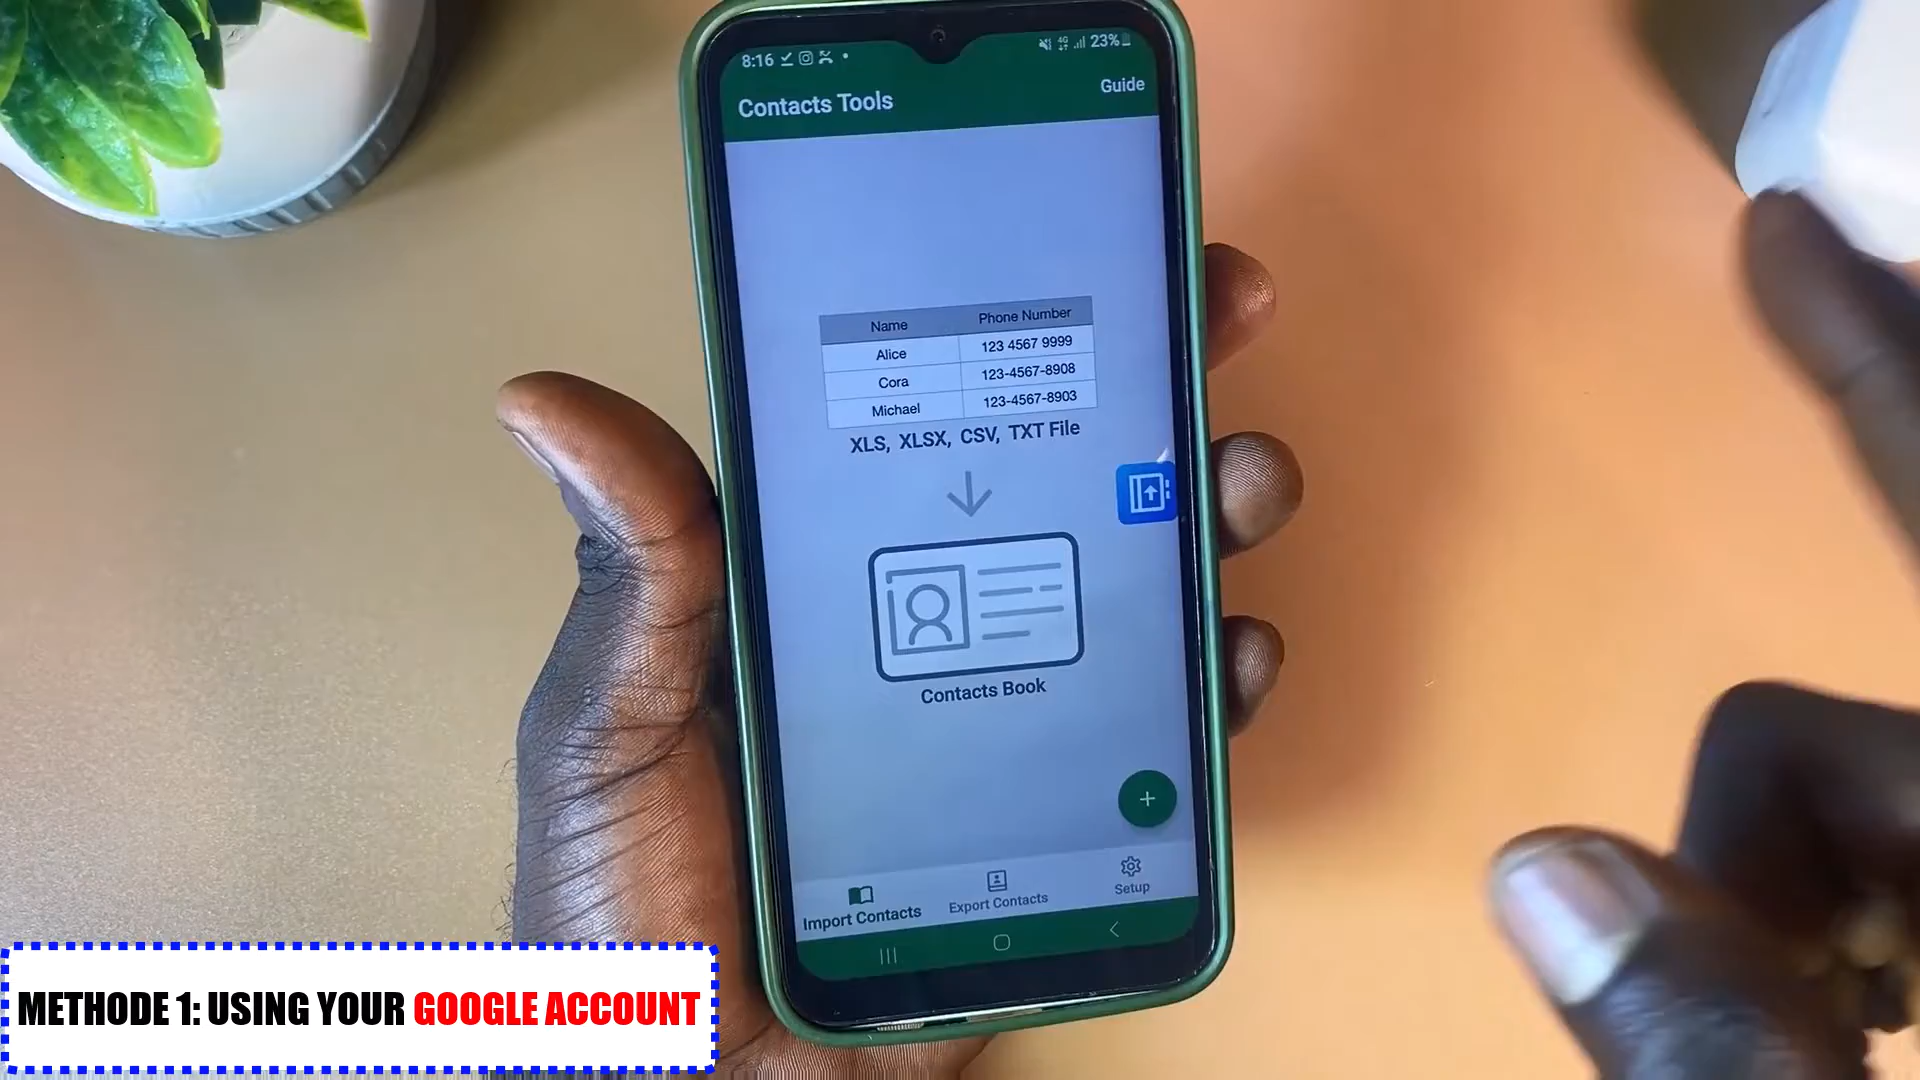 8:16
4G 23%
Contacts Tools
Guide
Name Phone Number
Alice 123 4567 9999
Cora 123-4567-8908
Michael 123-4567-8903
XLS, XLSX, CSV, TXT File
Contacts Book
+
Import Contacts
Export Contacts
Setup
METHODE 1: USING YOUR GOOGLE ACCOUNT